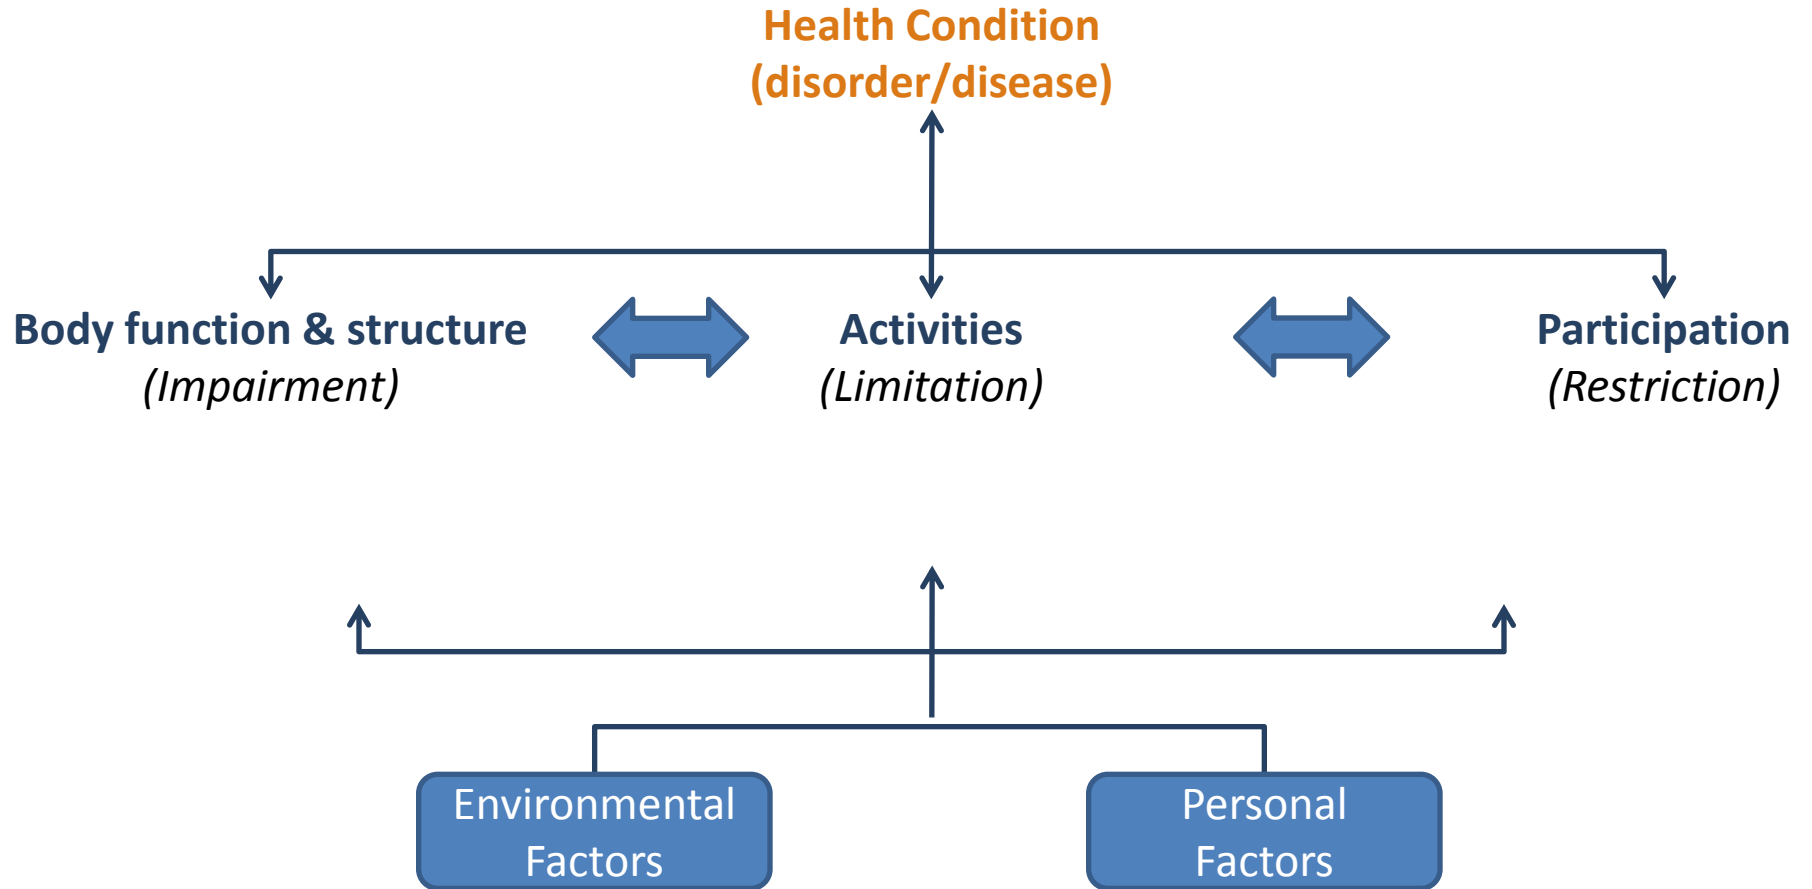 Health Condition
(disorder/disease)
Body function & structure
(Impairment)
Activities
(Limitation)
Participation
(Restriction)
Environmental
Factors
Personal
Factors